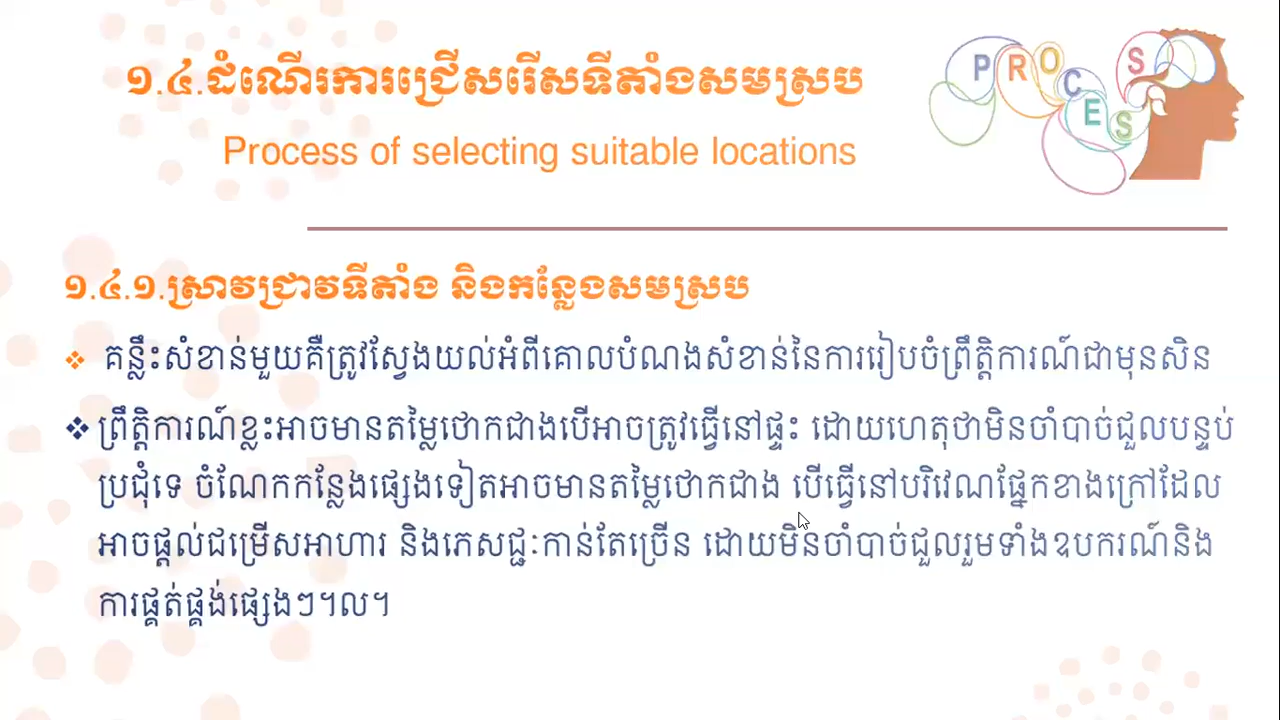 ១.៤.ដំណើរការជ្រើសរើសទីតាំងសមស្រប
PROCESS
Process of selecting suitable locations
១.៤.១.ស្រាវជ្រាវទីតាំង និងកន្លែងសមស្រប
គន្លឹះសំខាន់មួយគឺត្រូវស្វែងយល់អំពីគោលបំណងសំខាន់នៃការរៀបចំព្រឹត្តិការណ៍ជាមុនសិន
ព្រឹត្តិការណ៍ខ្លះអាចមានតម្លៃថោកជាងបើអាចត្រូវធ្វើនៅផ្ទះ ដោយហេតុថាមិនចាំបាច់ជួលបន្ទប់
ប្រជុំទេ ចំណែកកន្លែងផ្សេងទៀតអាចមានតម្លៃថោកជាង បើធ្វើនៅបរិវេណផ្នែកខាងក្រៅដែល
អាចផ្តល់ជម្រើសអាហារ និងភេសជ្ជៈកាន់តែច្រើន ដោយមិនចាំបាច់ជួលរួមទាំងឧបករណ៍និង
ការផ្គត់ផ្គង់ផ្សេងៗ។ល។